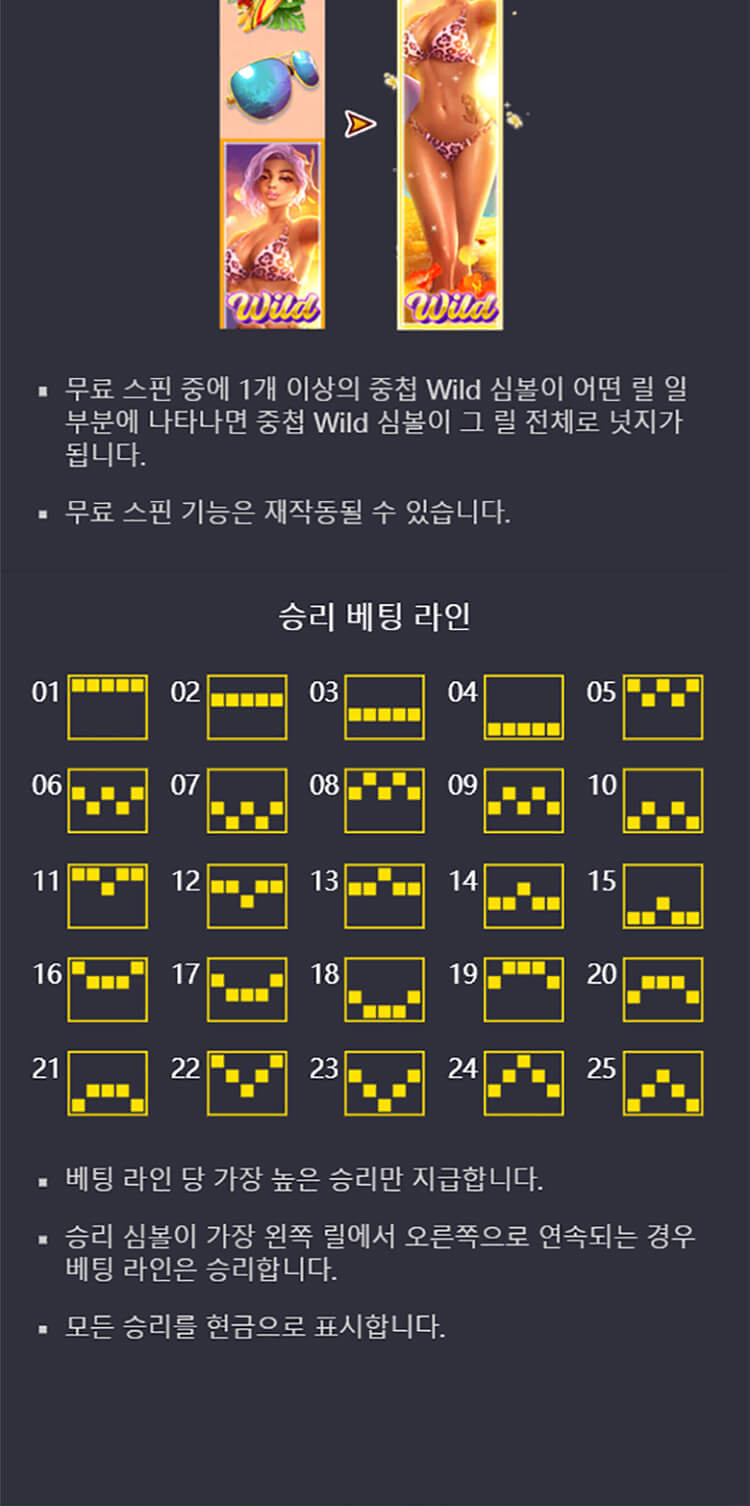 Wild
Wild
▪ 무료 스핀 중에 1개 이상의 중첩 Wild 심볼이 어떤 릴 일
부분에 나타나면 중첩 Wild 심볼이 그 릴 전체로 넛지가
됩니다.
▪ 무료 스핀 기능은 재작동될 수 있습니다.
승리 베팅 라인
01 02 03 04 05
06 07 08 09 10
11 12 13 14 15
16 17 18 19 20
21 22 23 24 25
▪ 베팅 라인 당 가장 높은 승리만 지급합니다.
▪ 승리 심볼이 가장 왼쪽 릴에서 오른쪽으로 연속되는 경우
베팅 라인은 승리합니다.
▪ 모든 승리를 현금으로 표시합니다.